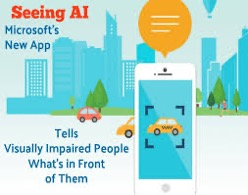 Seeing AI
Microsoft's
New App
Tells
Visually Impaired People
What's in Front
of Them